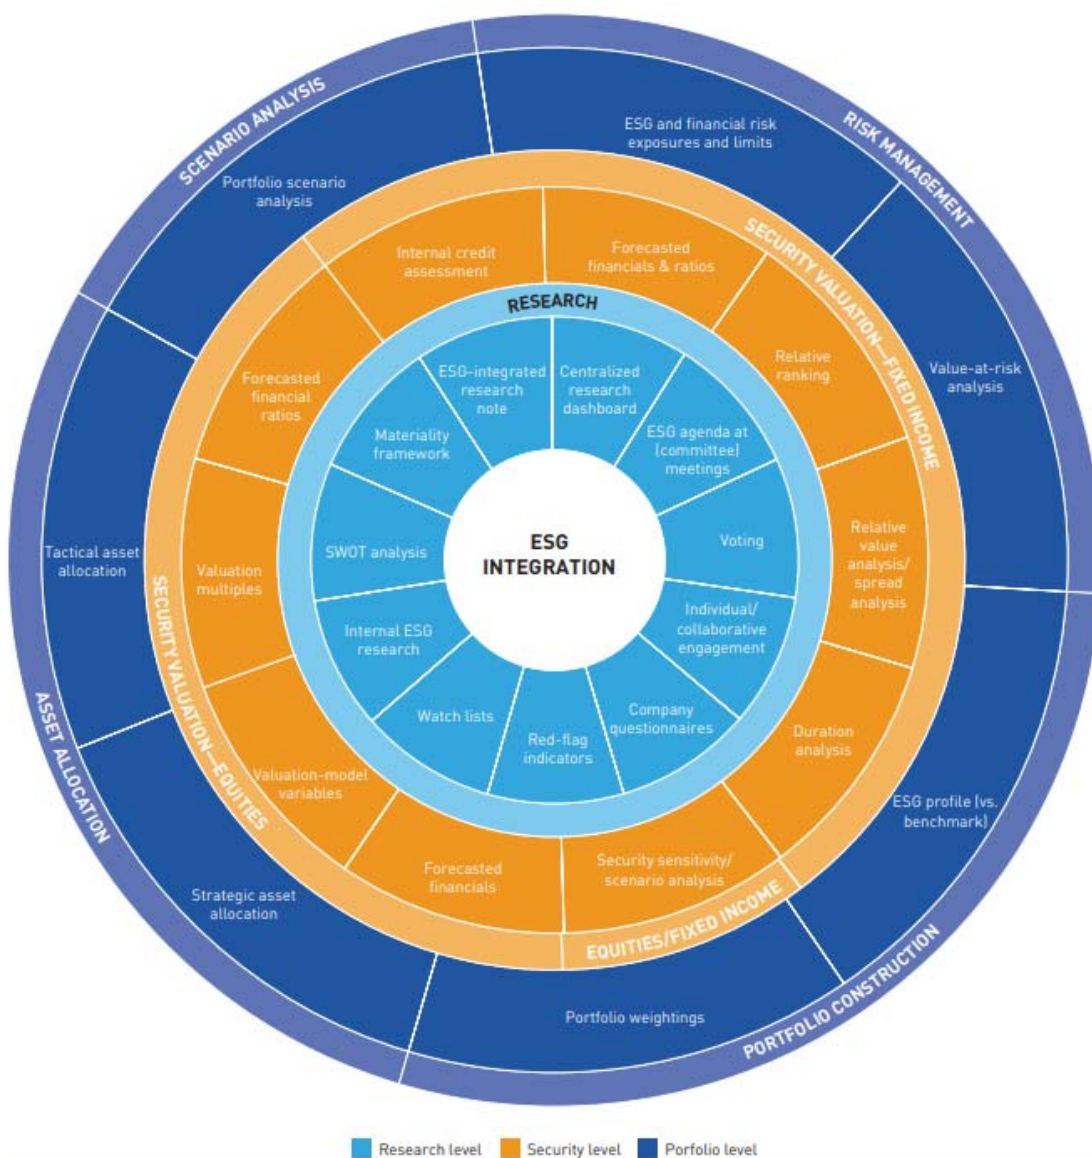 SCENARIO ANALYSIS
RISK MANAGEMENT
ESG and financial risk
exposures and limits
Portfolio scenario
analysis
SECURITY VALUATION—FIXED INCOME
Internal credit
assessment
Forecasted
financials & ratios
RESEARCH
Relative
ranking
Value-at-risk
analysis
Forecasted
financial
ratios
ESG-integrated
research
note
Centralized
research
dashboard
Materiality
framework
ESG agenda at
(committee)
meetings
Tactical asset
allocation
Valuation
multiples
SWOT analysis
ESG
INTEGRATION
Voting
Relative
value analysis/
spread analysis
Internal ESG
research
Individual/
collaborative
engagement
SECURITY VALUATION—EQUITIES
Watch lists
Red-flag
indicators
Company
questionnaires
Duration
analysis
ASSET ALLOCATION
Valuation-model
variables
ESG profile (vs.
benchmark)
Forecasted
financials
Security sensitivity/
scenario analysis
Strategic asset
allocation
EQUITIES/FIXED INCOME
Portfolio weightings
PORTFOLIO CONSTRUCTION
Research level
Security level
Porfolio level